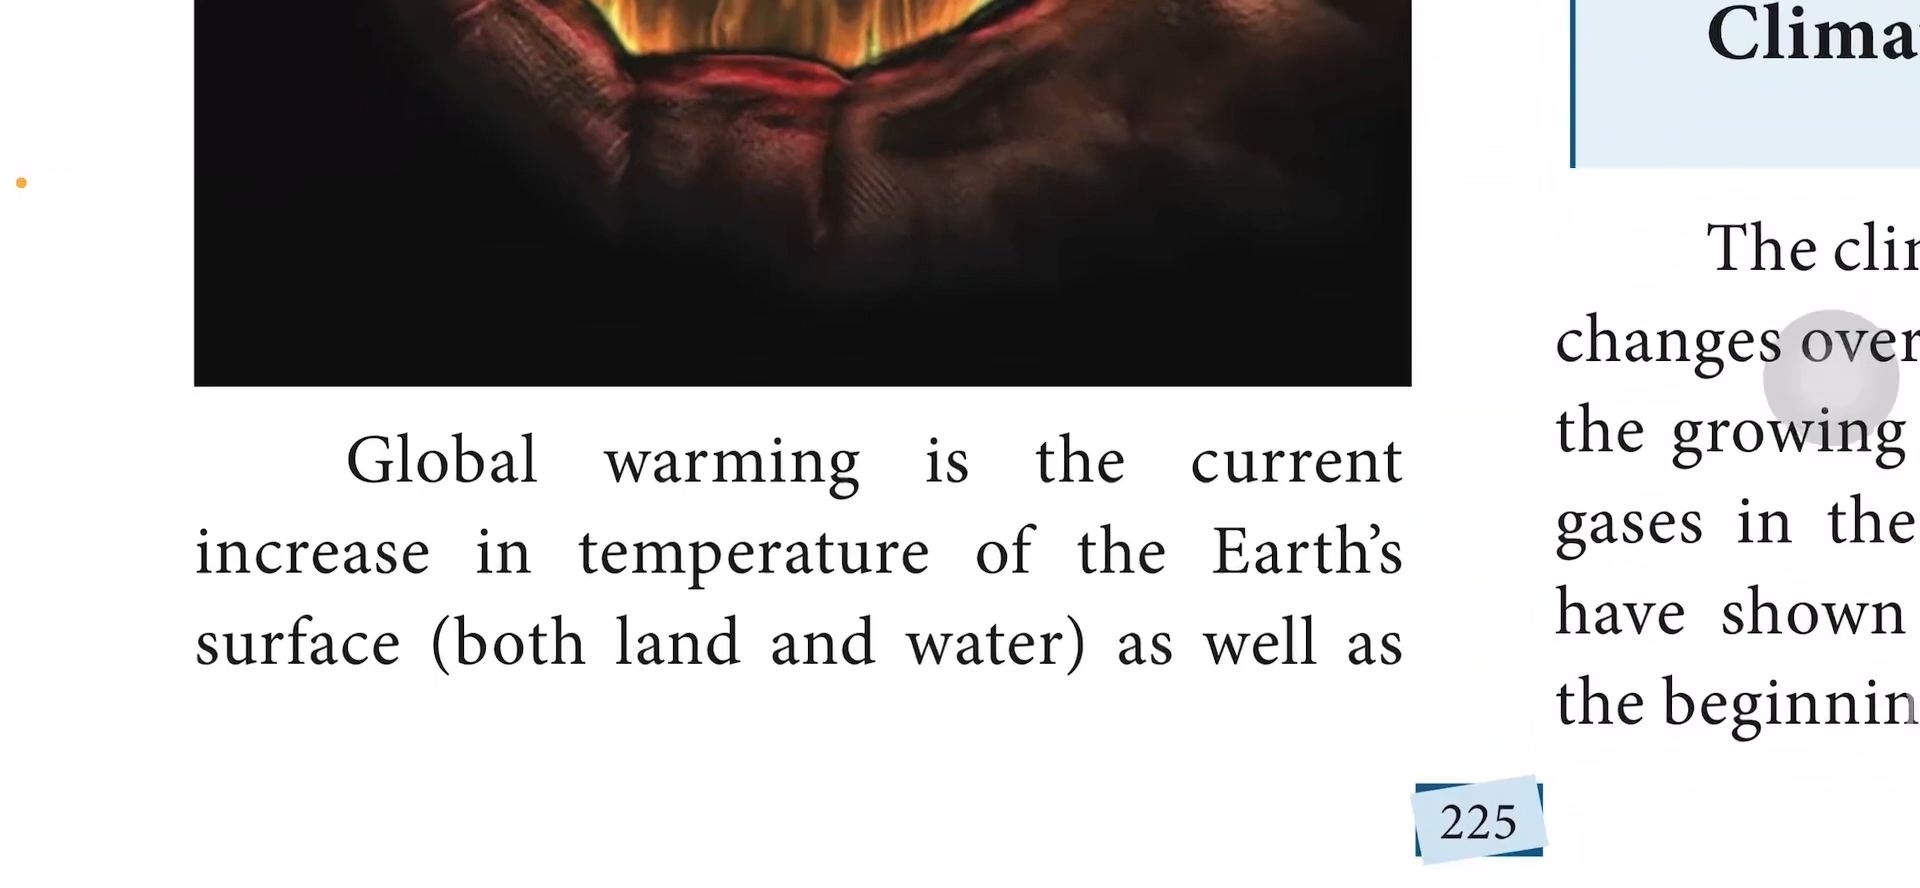 Global warming is the current
increase in temperature of the Earth’s
surface (both land and water) as well as
Clima
The clim
changes over
the growing
gases in the
have shown
the beginnin
225